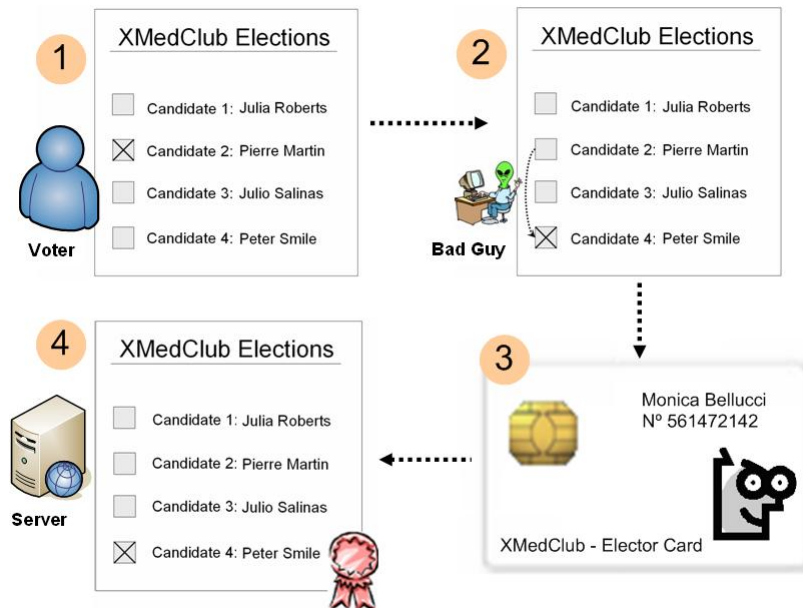 1
XMedClub Elections
Candidate 1: Julia Roberts
Candidate 2: Pierre Martin
Candidate 3: Julio Salinas
Candidate 4: Peter Smile
Voter
2
XMedClub Elections
Candidate 1: Julia Roberts
Candidate 2: Pierre Martin
Candidate 3: Julio Salinas
Candidate 4: Peter Smile
Bad Guy
3
Monica Bellucci
Nº 561472142
XMedClub - Elector Card
4
XMedClub Elections
Candidate 1: Julia Roberts
Candidate 2: Pierre Martin
Candidate 3: Julio Salinas
Candidate 4: Peter Smile
Server